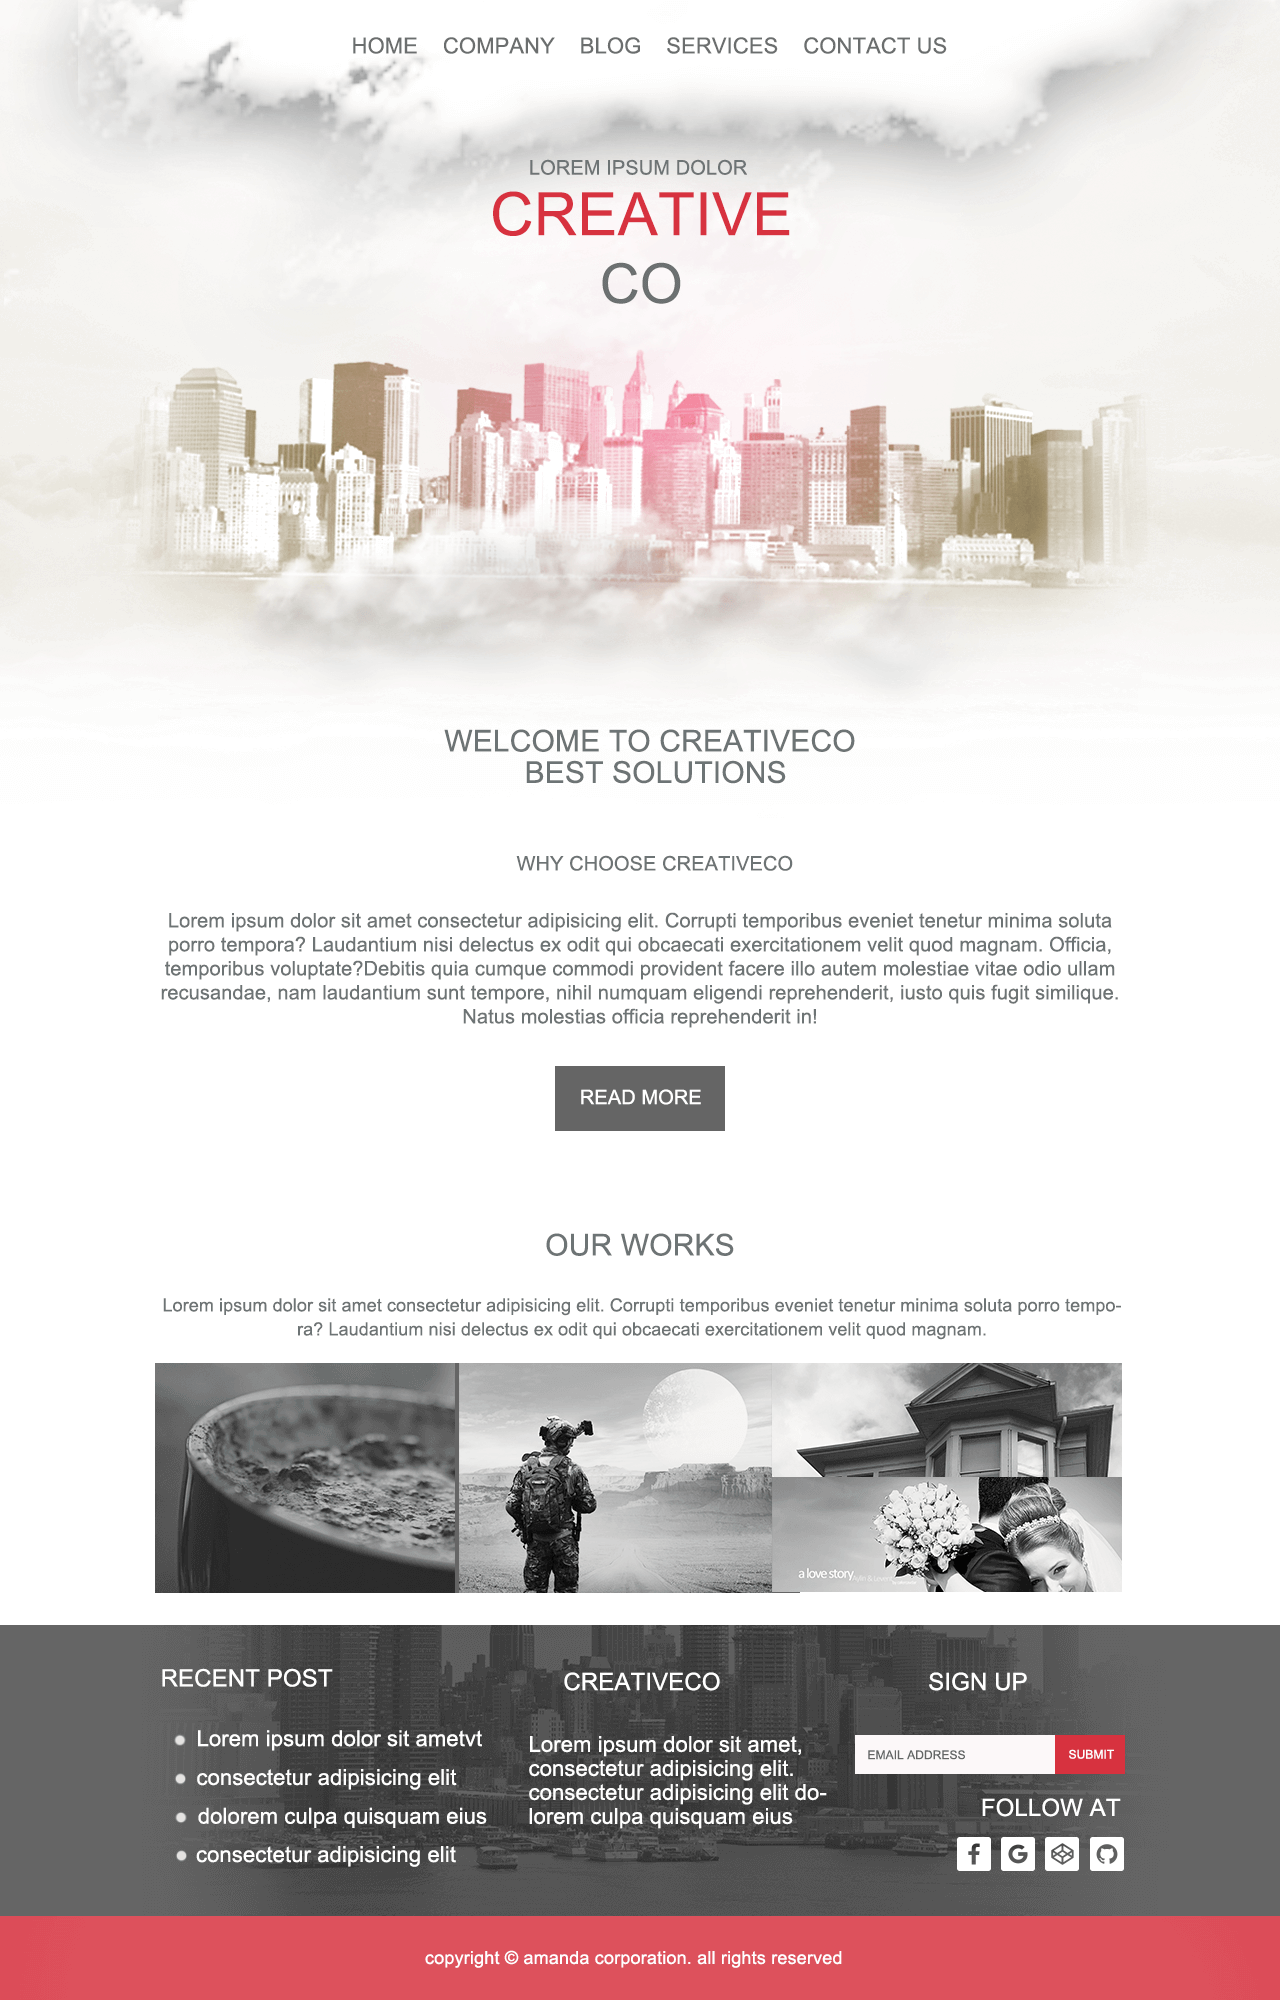 HOME COMPANY BLOG SERVICES CONTACT US
LOREM IPSUM DOLOR
CREATIVE
CO
WELCOME TO CREATIVECO
BEST SOLUTIONS
WHY CHOOSE CREATIVECO
Lorem ipsum dolor sit amet consectetur adipisicing elit. Corrupti temporibus eveniet tenetur minima soluta
porro tempora? Laudantium nisi delectus ex odit qui obcaecati exercitationem velit quod magnam. Officia,
temporibus voluptate?Debitis quia cumque commodi provident facere illo autem molestiae vitae odio ullam
recusandae, nam laudantium sunt tempore, nihil numquam eligendi reprehenderit, iusto quis fugit similique.
Natus molestias officia reprehenderit in!
READ MORE
OUR WORKS
Lorem ipsum dolor sit amet consectetur adipisicing elit. Corrupti temporibus eveniet tenetur minima soluta porro tempo-
ra? Laudantium nisi delectus ex odit qui obcaecati exercitationem velit quod magnam.
a love story
RECENT POST
Lorem ipsum dolor sit ametvt
consectetur adipisicing elit
dolorem culpa quisquam eius
consectetur adipisicing elit
CREATIVECO
Lorem ipsum dolor sit amet,
consectetur adipisicing elit.
consectetur adipisicing elit do-
lorem culpa quisquam eius
SIGN UP
EMAIL ADDRESS
SUBMIT
FOLLOW AT
copyright © amanda corporation. all rights reserved